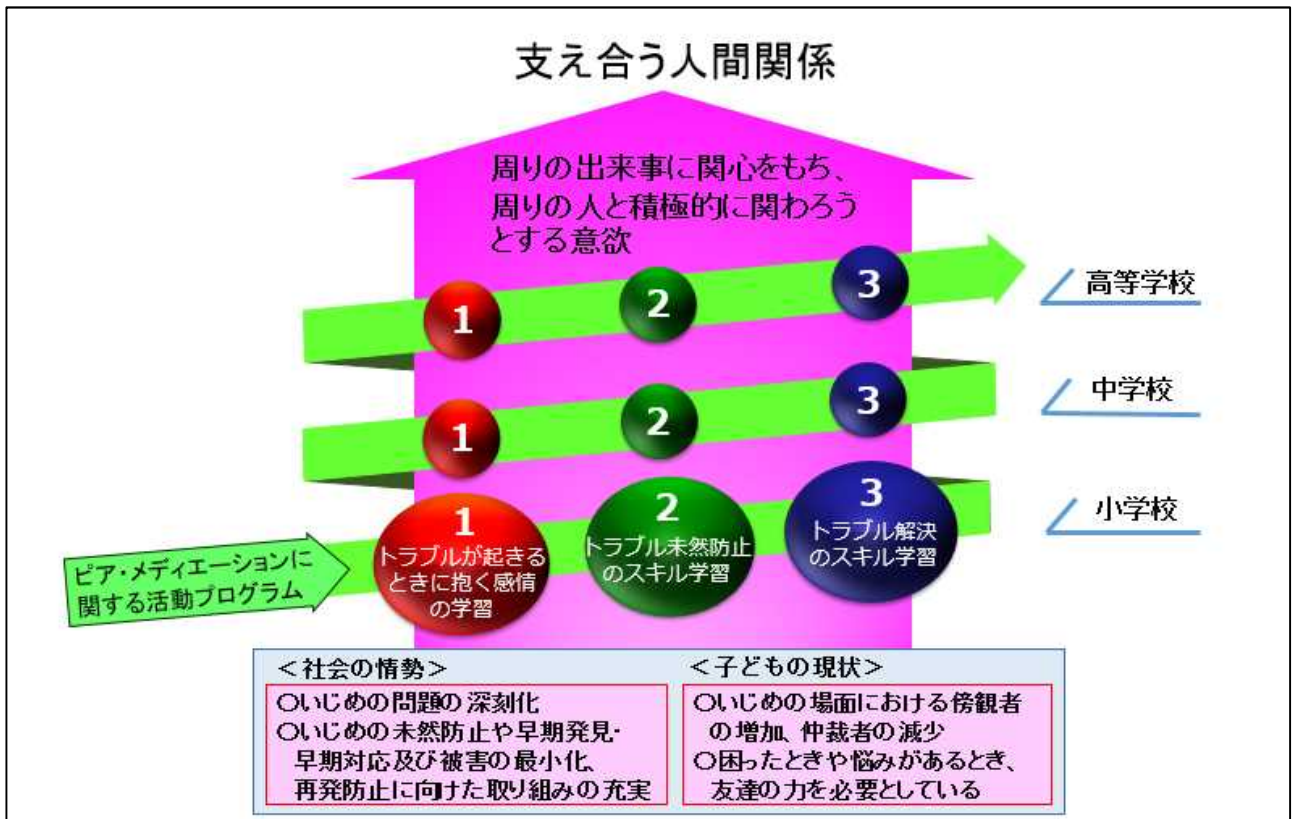 支え合う人間関係
周りの出来事に関心をもち、
周りの人と積極的に関わろう
とする意欲
1
2
3
高等学校
1
2
3
中学校
1
トラブルが起きる
ときに抱く感情
の学習
2
トラブル未然防止
のスキル学習
3
トラブル解決
のスキル学習
小学校
ピア・メディエーションに
関する活動プログラム
＜社会の情勢＞
○いじめの問題の深刻化
○いじめの未然防止や早期発見・
早期対応及び被害の最小化、
再発防止に向けた取り組みの充実
＜子どもの現状＞
○いじめの場面における傍観者
の増加、仲裁者の減少
○困ったときや悩みがあるとき、
友達の力を必要としている